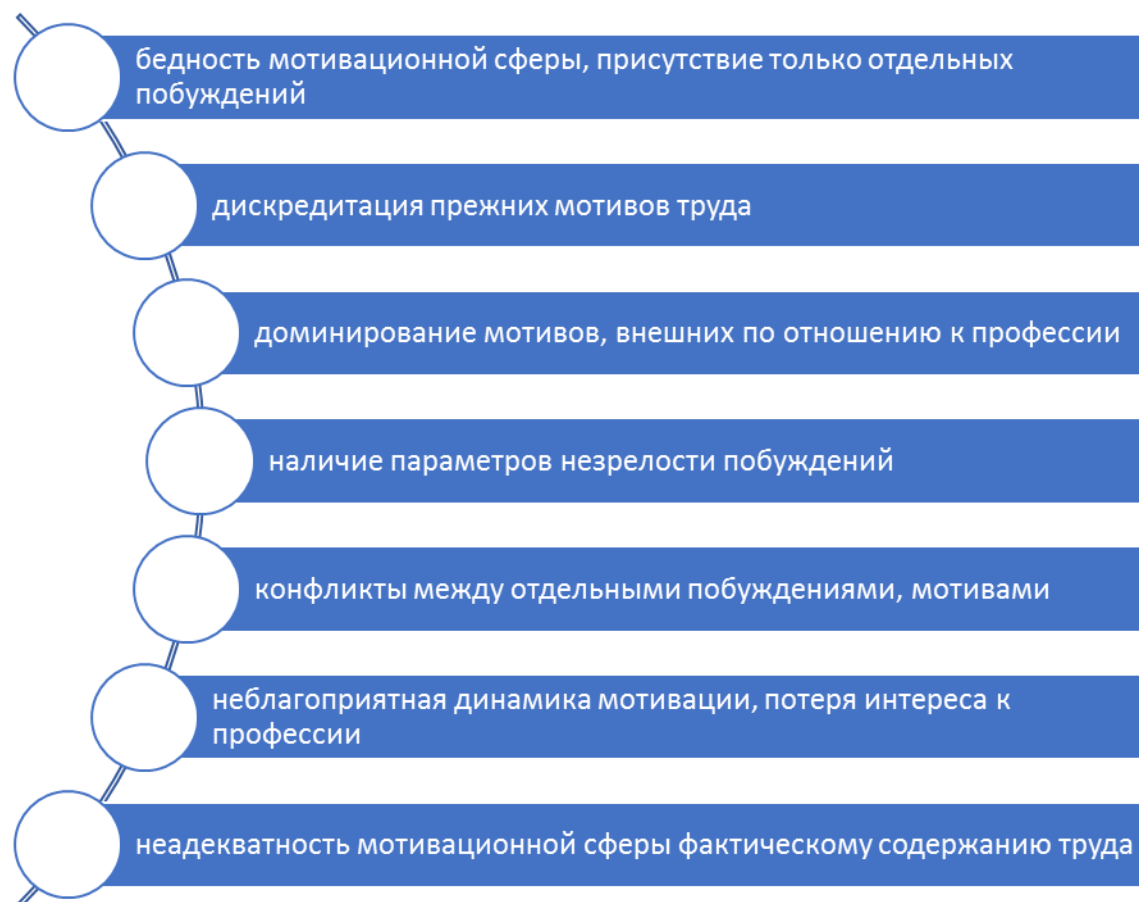 бедность мотивационной сферы, присутствие только отдельных
побуждений
дискредитация прежних мотивов труда
доминирование мотивов, внешних по отношению к профессии
наличие параметров незрелости побуждений
конфликты между отдельными побуждениями, мотивами
неблагоприятная динамика мотивации, потеря интереса к
профессии
неадекватность мотивационной сферы фактическому содержанию труда